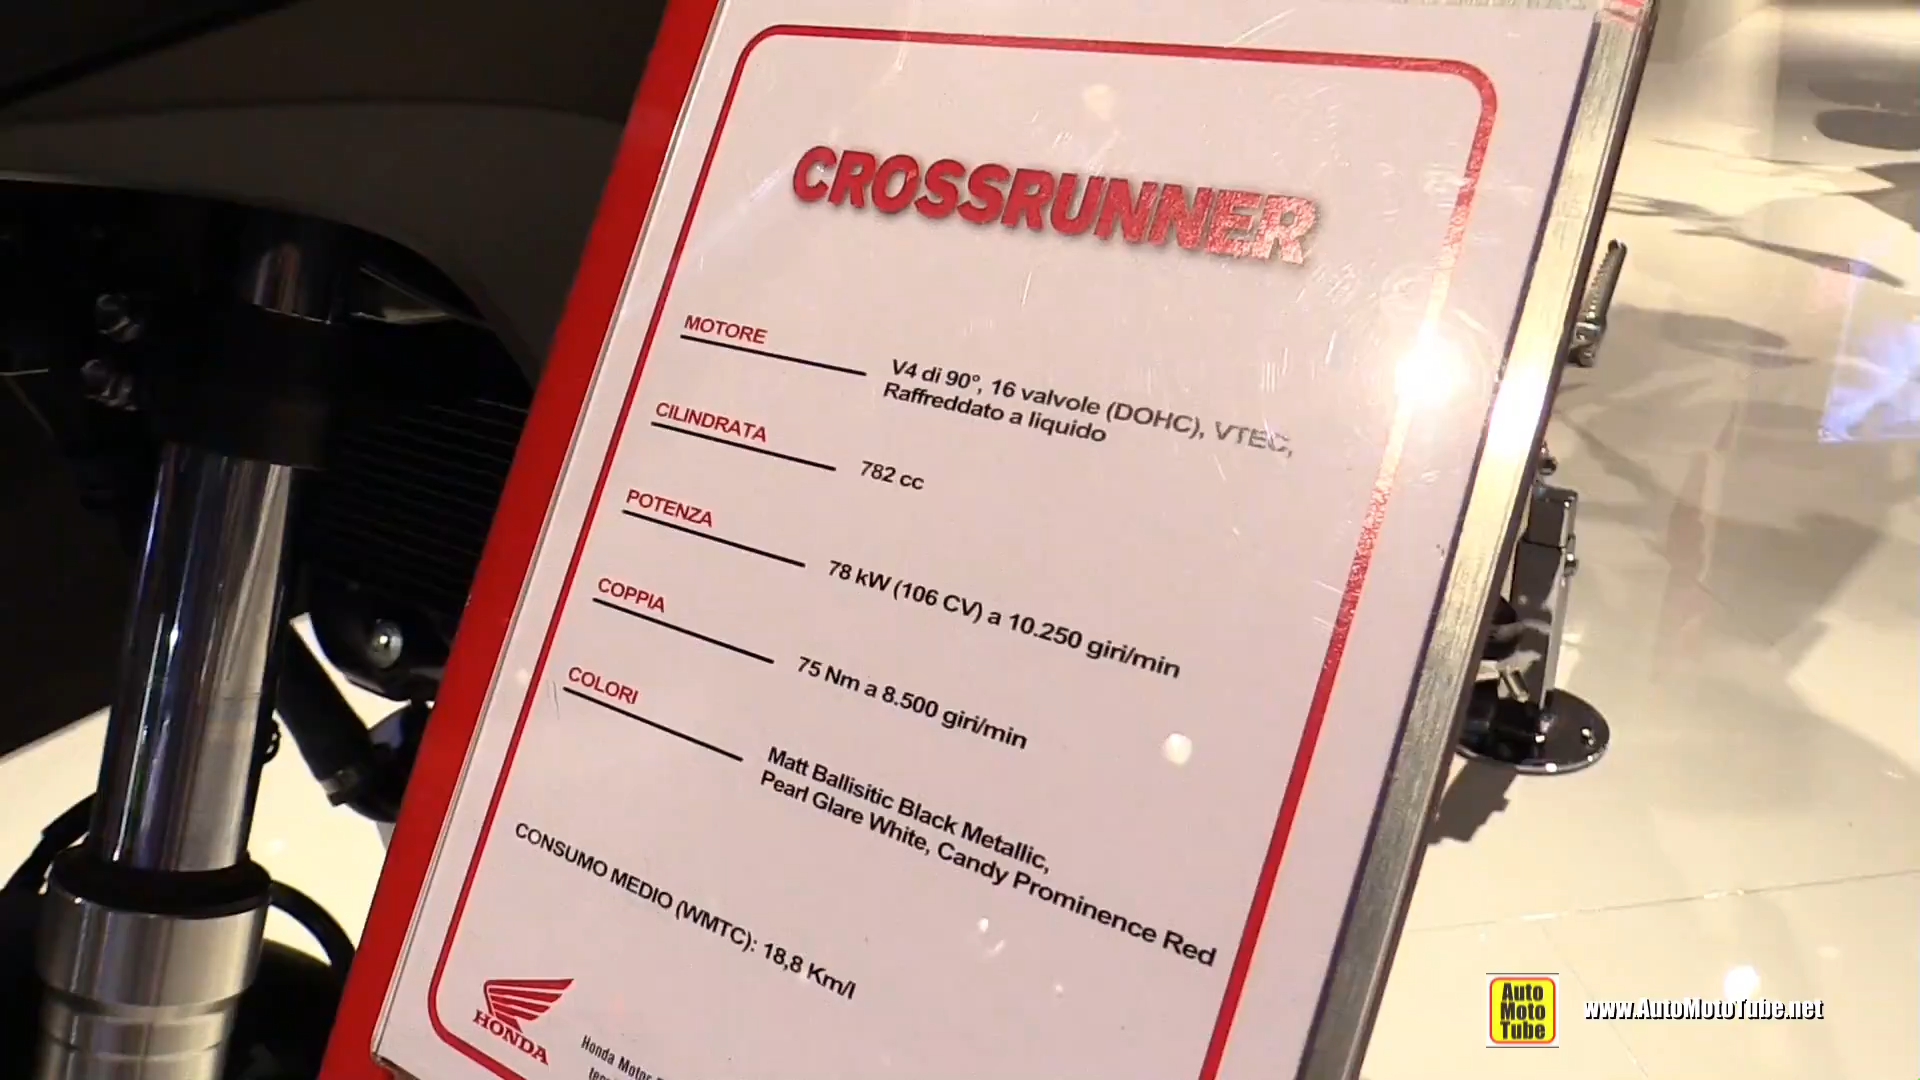 CROSSRUNNER
MOTORE
V4 di 90°, 16 valvole (DOHC), VTEC,
Raffreddato a liquido
CILINDRATA
782 cc
POTENZA
78 kW (106 CV) a 10.250 giri/min
COPPIA
75 Nm a 8.500 giri/min
COLORI
Matt Ballisitic Black Metallic,
Pearl Glare White, Candy Prominence Red
CONSUMO MEDIO (WMTC): 18,8 Km/l
HONDA
Honda Motor
Auto
Moto
Tube
www.AutoMotoTube.net